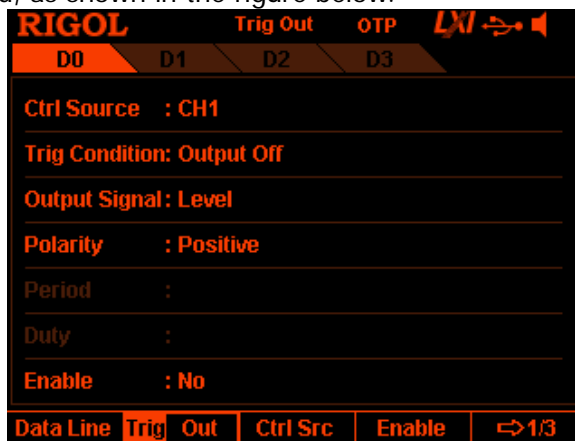 as shown in the figure below.
RIGOL Trig Out OTP LXI
D0 D1 D2 D3
Ctrl Source : CH1
Trig Condition: Output Off
Output Signal: Level
Polarity : Positive
Period :
Duty :
Enable : No
Data Line Trig Out Ctrl Src Enable ⇨1/3